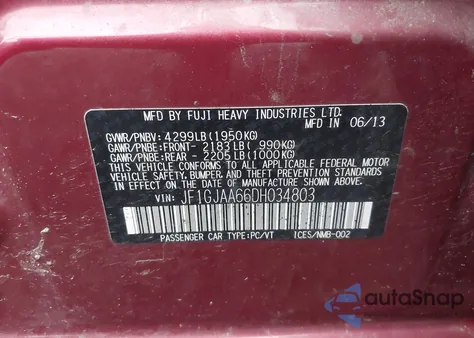 MFD BY FUJI HEAVY INDUSTRIES LTD.
MFD IN 06/13
GVWR/PNBV: 4299LB(1950KG)
GAWR/PNBE:FRONT- 2183LB( 990KG)
GAWR/PNBE:REAR - 2205LB(1000KG)
THIS VEHICLE CONFORMS TO ALL APPLICABLE FEDERAL MOTOR VEHICLE
SAFETY, BUMPER, AND THEFT PREVENTION STANDARDS IN EFFECT
ON THE DATE OF MANUFACTURE SHOWN ABOVE.
VIN: JF1GJAA66DH034803
PASSENGER CAR TYPE:PC/VT ICES/NMB-002
autoSnap